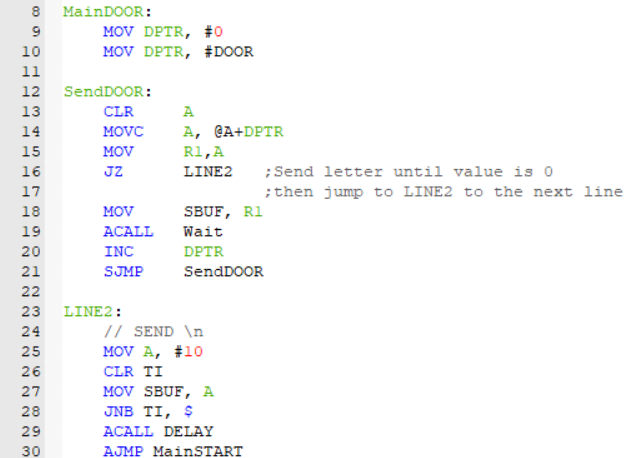 8 MainDOOR:
9 MOV DPTR, #0
10 MOV DPTR, #DOOR
11
12 SendDOOR:
13 CLR A
14 MOVC A, @A+DPTR
15 MOV R1,A
16 JZ LINE2 ;Send letter until value is 0
17 ;then jump to LINE2 to the next line
18 MOV SBUF, R1
19 ACALL Wait
20 INC DPTR
21 SJMP SendDOOR
22
23 LINE2:
24 // SEND \n
25 MOV A, #10
26 CLR TI
27 MOV SBUF, A
28 JNB TI, $
29 ACALL DELAY
30 AJMP MainSTART